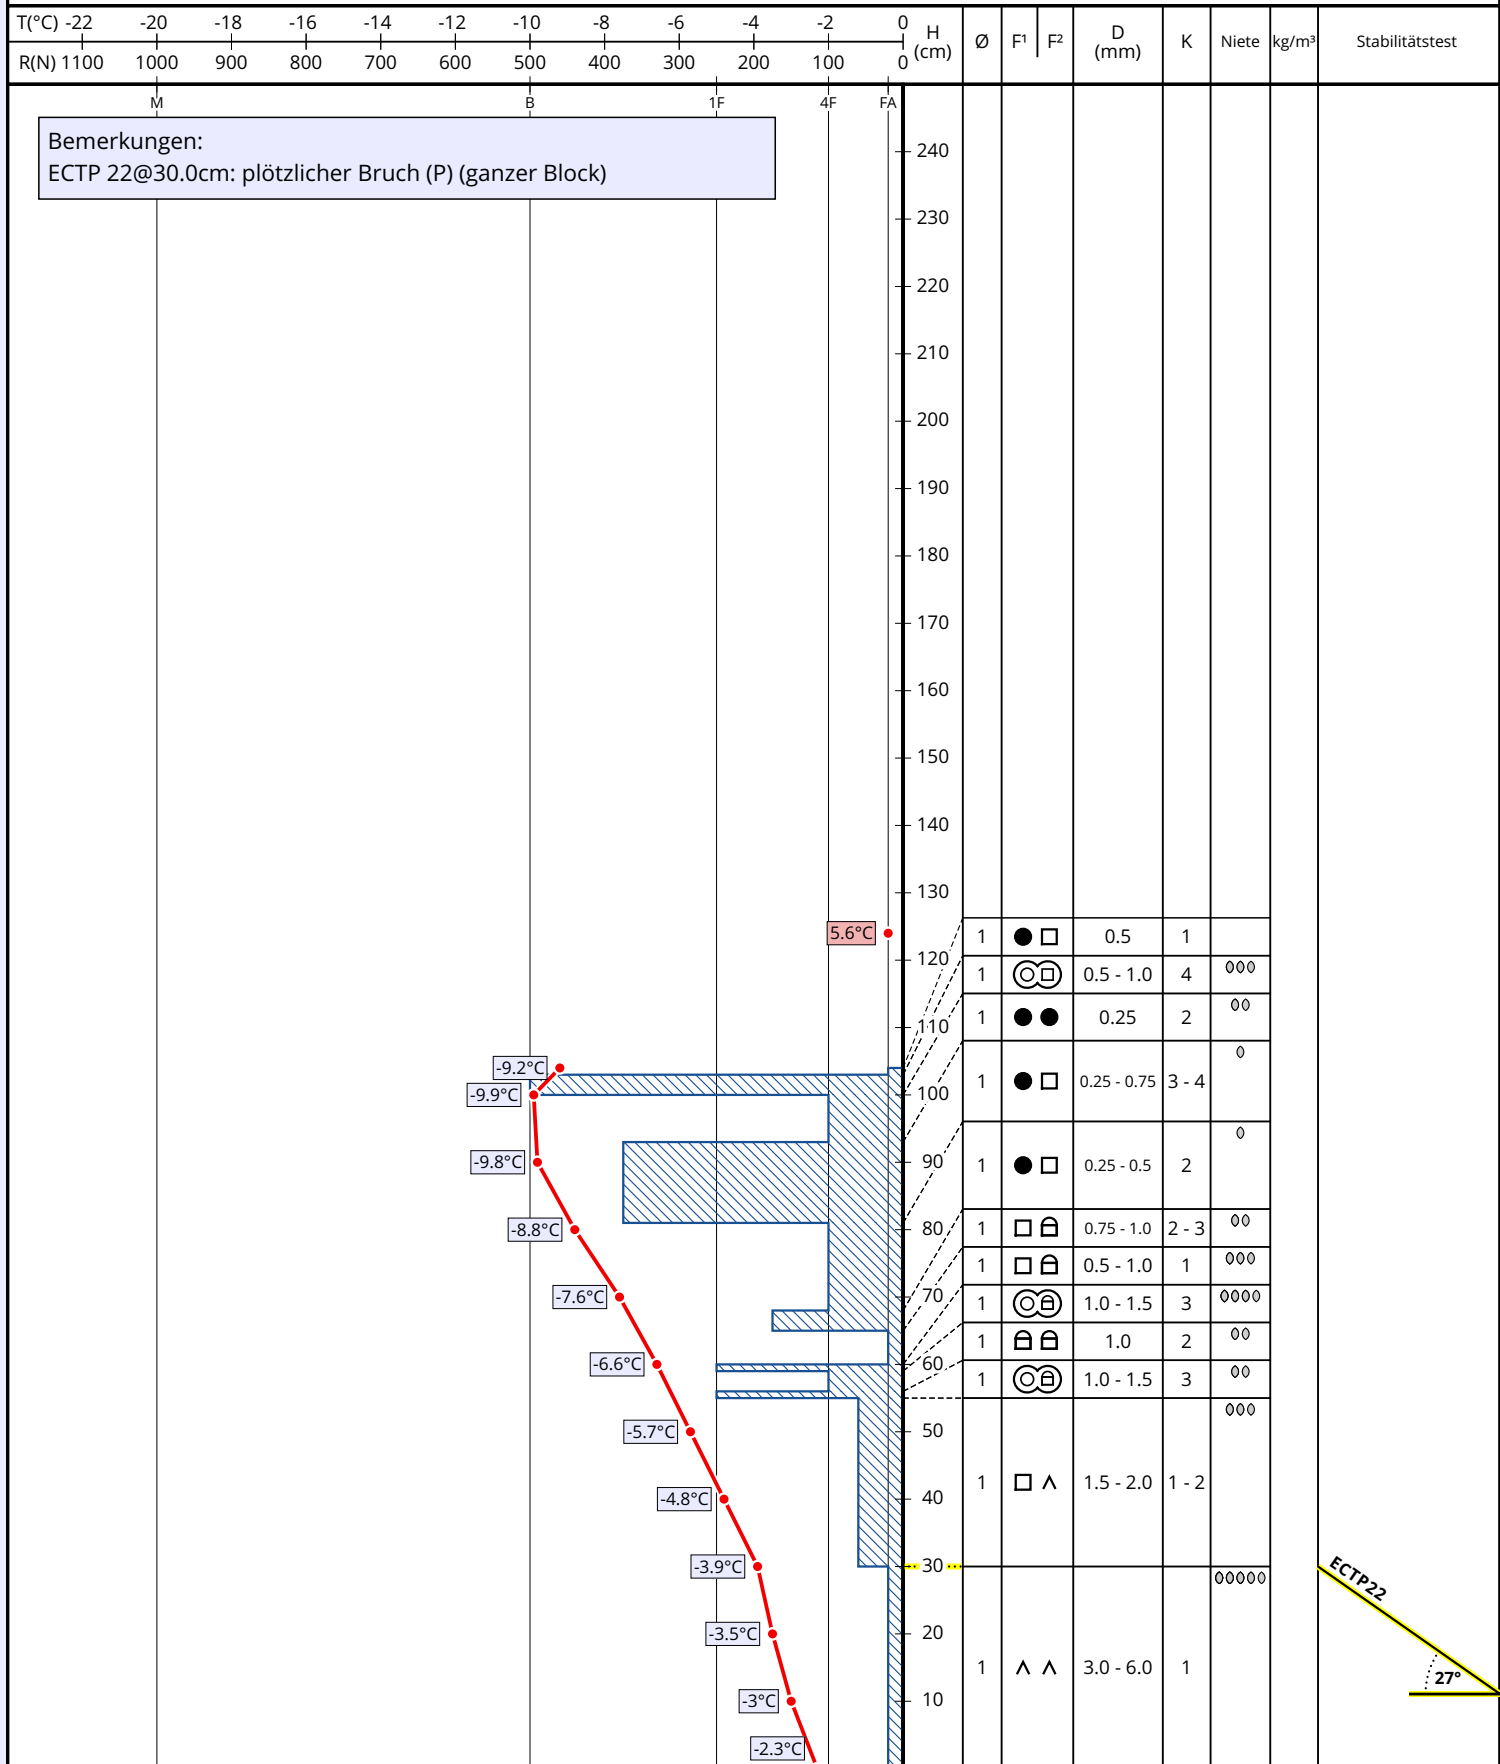 T(°C) -22 -20 -18 -16 -14 -12 -10 -8 -6 -4 -2 0
R(N) 1100 1000 900 800 700 600 500 400 300 200 100 0
H (cm) Ø F¹ F² D (mm) K Niete kg/m³ Stabilitätstest
M B 1F 4F FA
Bemerkungen:
ECTP 22@30.0cm: plötzlicher Bruch (P) (ganzer Block)
240
230
220
210
200
190
180
170
160
150
140
130
5.6°C
1 0.5 1
120
1 0.5 - 1.0 4
110 1 0.25 2
-9.2°C
1 0.25 - 0.75 3 - 4
-9.9°C 100
-9.8°C 90 1 0.25 - 0.5 2
-8.8°C 80 1 0.75 - 1.0 2 - 3
1 0.5 - 1.0 1
-7.6°C 70 1 1.0 - 1.5 3
1 1.0 2
-6.6°C 60
1 1.0 - 1.5 3
-5.7°C 50
1 1.5 - 2.0 1 - 2
-4.8°C 40
-3.9°C 30
ECTP22
-3.5°C 20
1 3.0 - 6.0 1
27°
-3°C 10
-2.3°C